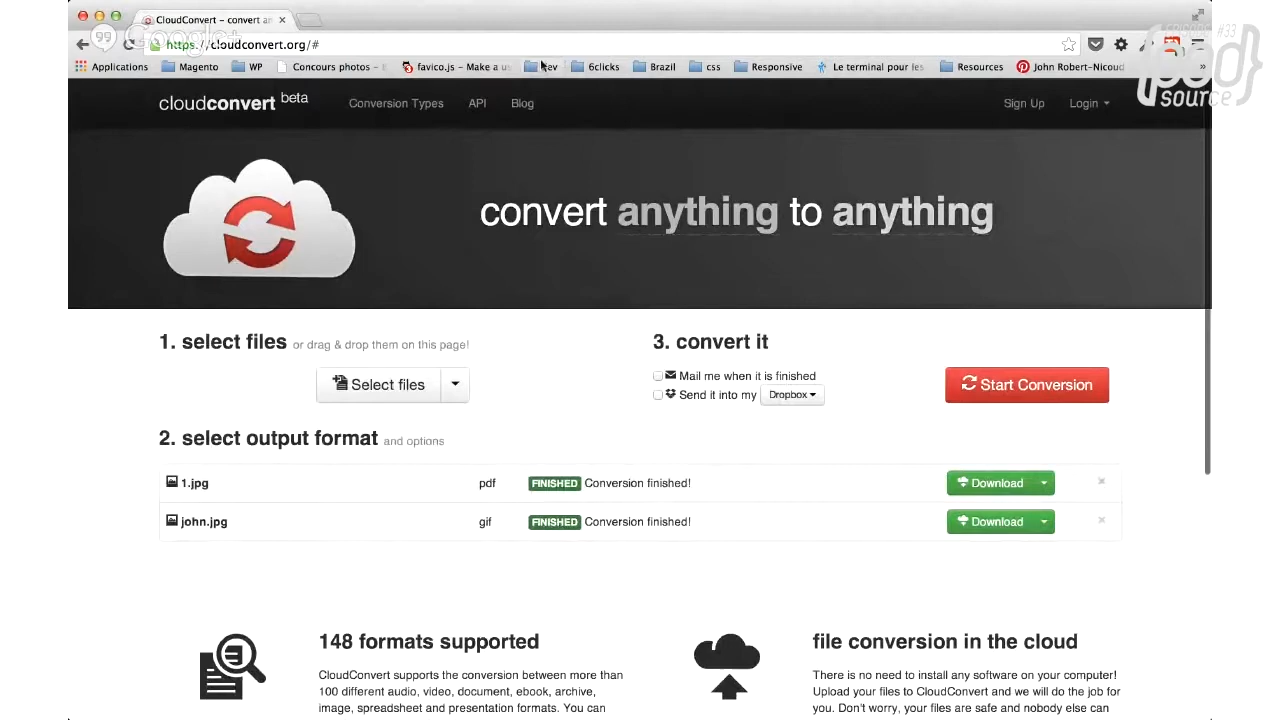 CloudConvert – convert an
Google+
EPISODE #33
https://cloudconvert.org/#
pod
source
Applications
Magento
WP
Concours photos –
favico.js – Make a u
dev
6clicks
Brazil
css
Responsive
Le terminal pour les
Resources
John Robert-Nicoud
»
cloudconvert beta
Conversion Types
API
Blog
Sign Up
Login
convert anything to anything
1. select files or drag & drop them on this page!
Select files
2. select output format and options
3. convert it
Mail me when it is finished
Send it into my Dropbox
Start Conversion
1.jpg pdf FINISHED Conversion finished! Download ×
john.jpg gif FINISHED Conversion finished! Download ×
148 formats supported
CloudConvert supports the conversion between more than
100 different audio, video, document, ebook, archive,
image, spreadsheet and presentation formats. You can
file conversion in the cloud
There is no need to install any software on your computer!
Upload your files to CloudConvert and we will do the job for
you. Don't worry, your files are safe and nobody else can